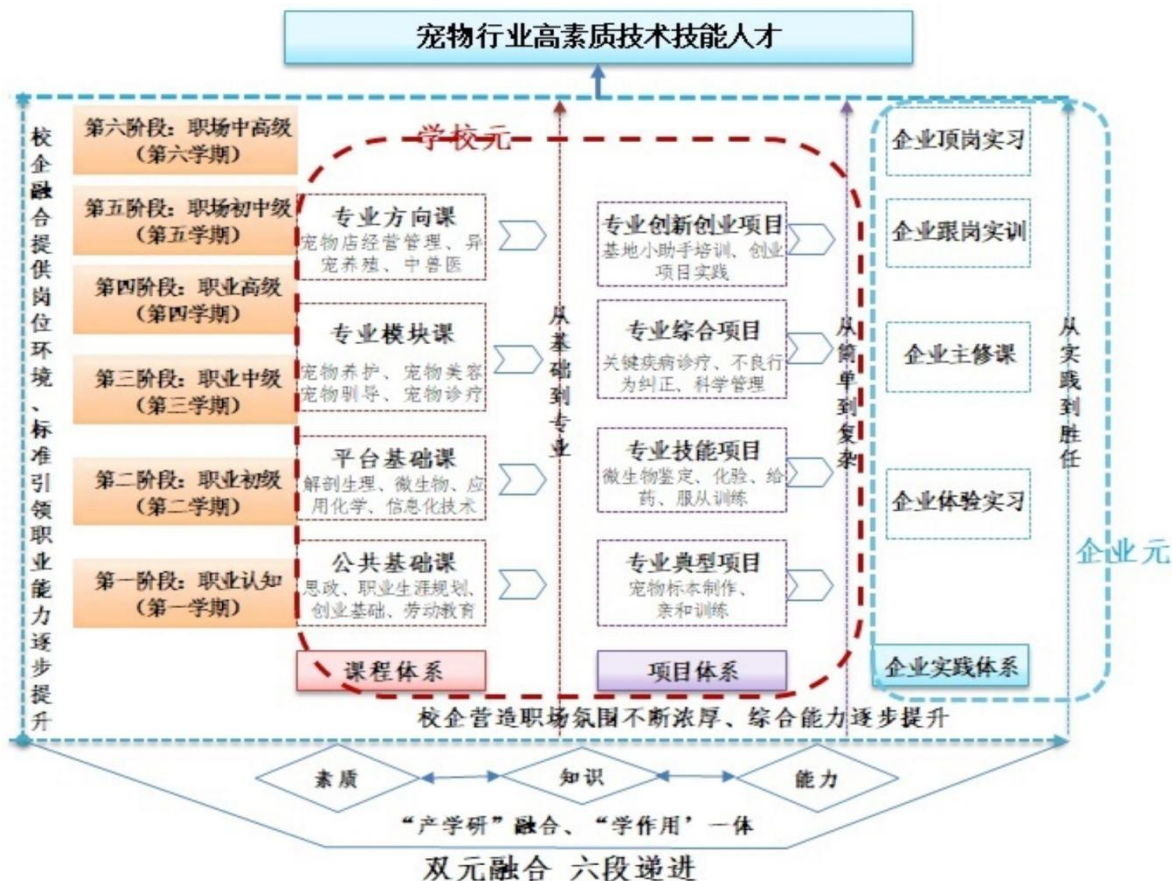 宠物行业高素质技术技能人才
校企融合提供岗位环境、标准引领职业能力逐步提升
第六阶段：职场中高级
（第六学期）
第五阶段：职场初中级
（第五学期）
第四阶段：职业高级
（第四学期）
第三阶段：职业中级
（第三学期）
第二阶段：职业初级
（第二学期）
第一阶段：职业认知
（第一学期）
学校元
专业方向课
宠物店经营管理、异
宠养殖、中兽医
专业模块课
宠物养护、宠物美容
宠物驯导、宠物诊疗
平台基础课
解剖生理、微生物、应
用化学、信息化技术
公共基础课
思政、职业生涯规划、
创业基础、劳动教育
课程体系
从基础到专业
专业创新创业项目
基地小助手培训、创业
项目实践
专业综合项目
关键疾病诊疗、不良行
为纠正、科学管理
专业技能项目
微生物鉴定、化验、给
药、服从训练
专业典型项目
宠物标本制作、
亲和训练
项目体系
从简单到复杂
企业顶岗实习
企业跟岗实训
企业主修课
企业体验实习
企业实践体系
从实践到胜任
企业元
校企营造职场氛围不断浓厚、综合能力逐步提升
素质
知识
能力
“产学研”融合、“学作用’一体
双元融合 六段递进